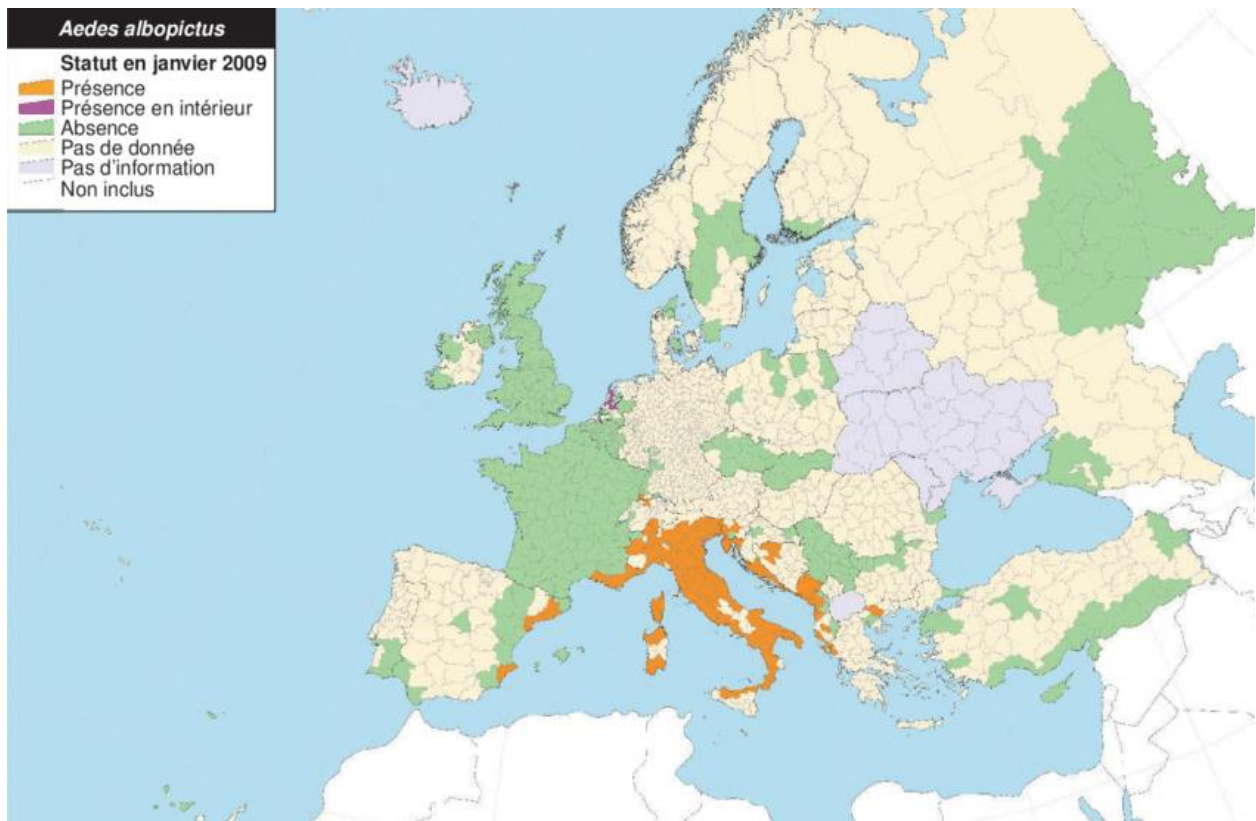 Aedes albopictus
Statut en janvier 2009
Présence
Présence en intérieur
Absence
Pas de donnée
Pas d'information
Non inclus